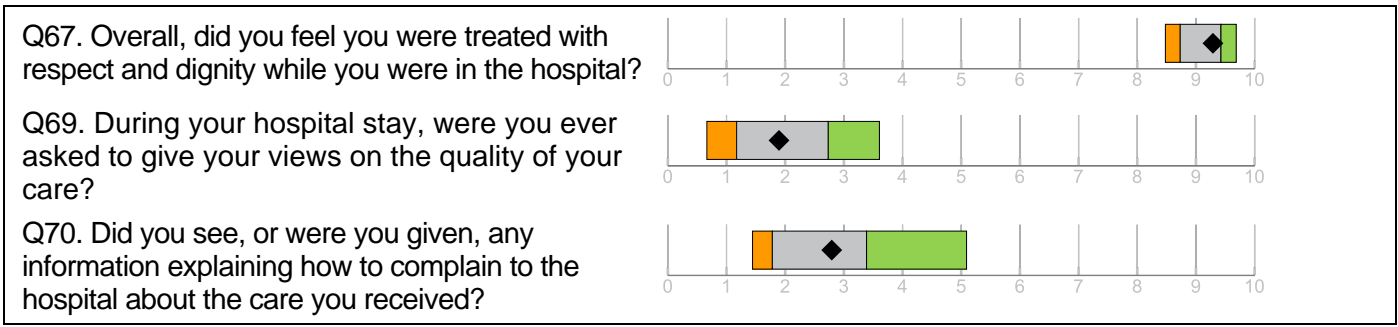 Q67. Overall, did you feel you were treated with
respect and dignity while you were in the hospital?
0 1 2 3 4 5 6 7 8 9 10
Q69. During your hospital stay, were you ever
asked to give your views on the quality of your
care?
0 1 2 3 4 5 6 7 8 9 10
Q70. Did you see, or were you given, any
information explaining how to complain to the
hospital about the care you received?
0 1 2 3 4 5 6 7 8 9 10